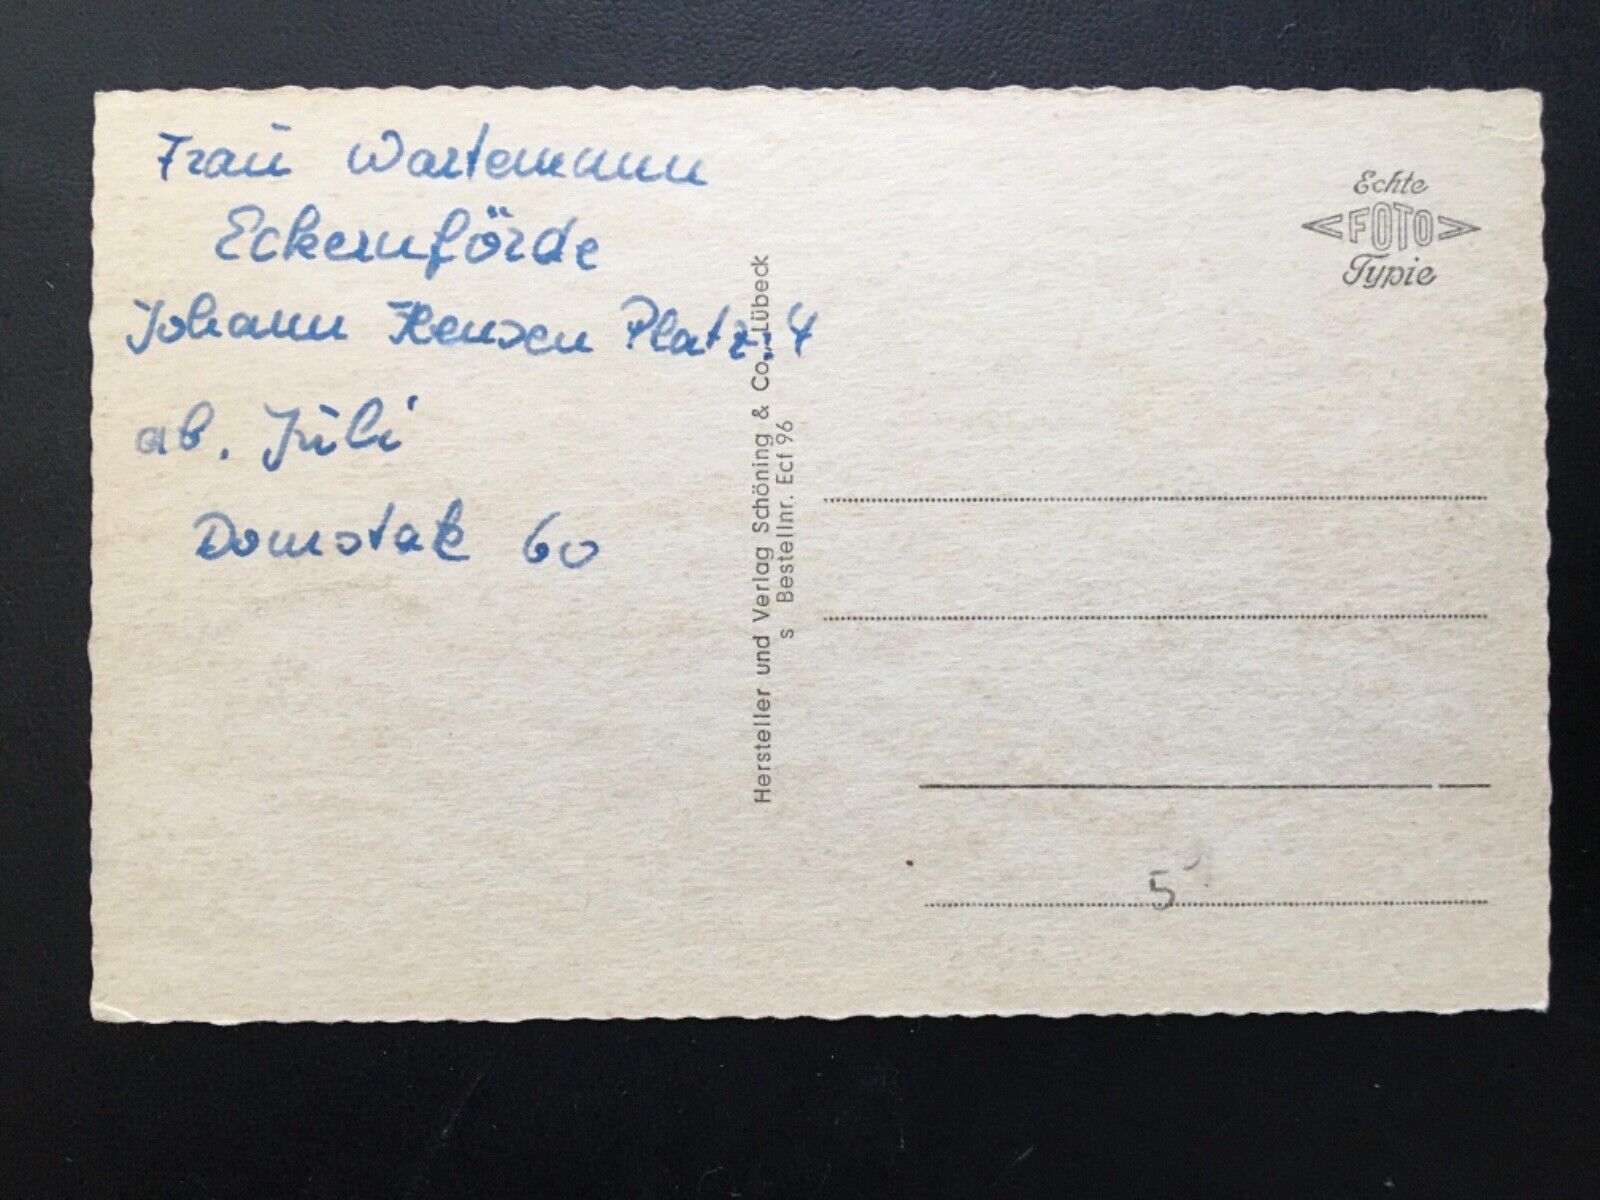 Frau Wartemann
Eckernförde
Johann Hensen Platz: 4
ab. Juli
Domstak 60
Echte
FOTO
Typie
Hersteller und Verlag Schöning & Co., Lübeck
s Bestellnr. Ecf 96
5